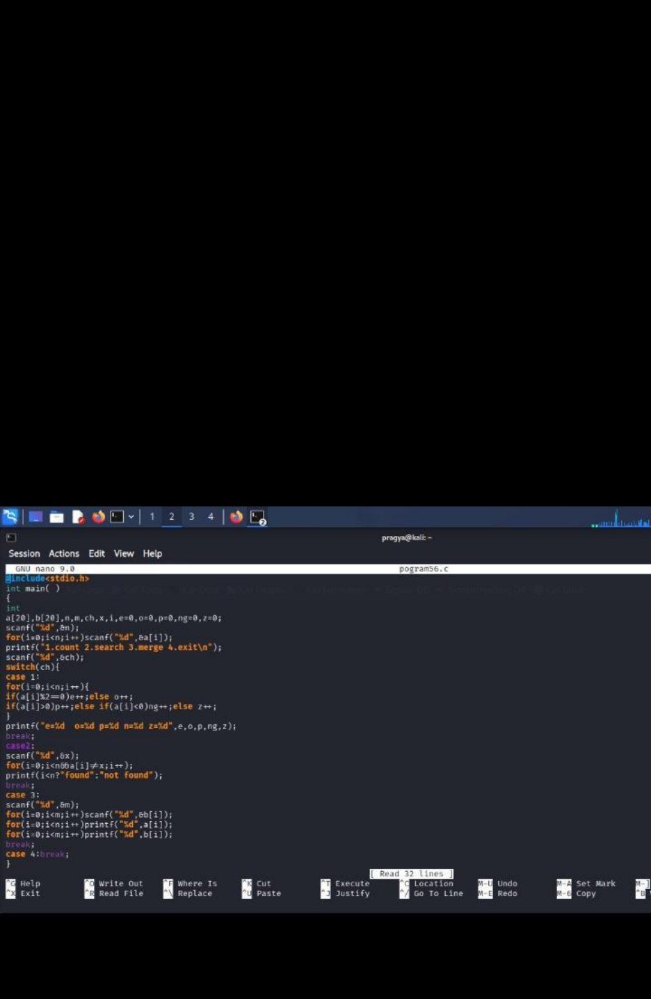 1 2 3 4
2
pragya@kali: ~
Session Actions Edit View Help
GNU nano 9.0 pogram56.c
#include<stdio.h>
int main( )
{
int
a[20],b[20],n,m,ch,x,i,e=0,o=0,p=0,ng=0,z=0;
scanf("%d",&n);
for(i=0;i<n;i++)scanf("%d",&a[i]);
printf("1.count 2.search 3.merge 4.exit\n");
scanf("%d",&ch);
switch(ch){
case 1:
for(i=0;i<n;i++){
if(a[i]%2==0)e++;else o++;
if(a[i]>0)p++;else if(a[i]<0)ng++;else z++;
}
printf("e=%d  o=%d p=%d n=%d z=%d",e,o,p,ng,z);
break;
case2:
scanf("%d",&x);
for(i=0;i<n&&a[i]!=x;i++);
printf(i<n?"found":"not found");
break;
case 3:
scanf("%d",&m);
for(i=0;i<m;i++)scanf("%d",&b[i]);
for(i=0;i<n;i++)printf("%d",a[i]);
for(i=0;i<m;i++)printf("%d",b[i]);
break;
case 4:break;
}
[ Read 32 lines ]
^G Help ^O Write Out ^F Where Is ^K Cut ^T Execute ^C Location M-U Undo M-A Set Mark M-]
^X Exit ^R Read File ^\ Replace ^U Paste ^J Justify ^/ Go To Line M-E Redo M-6 Copy ^B